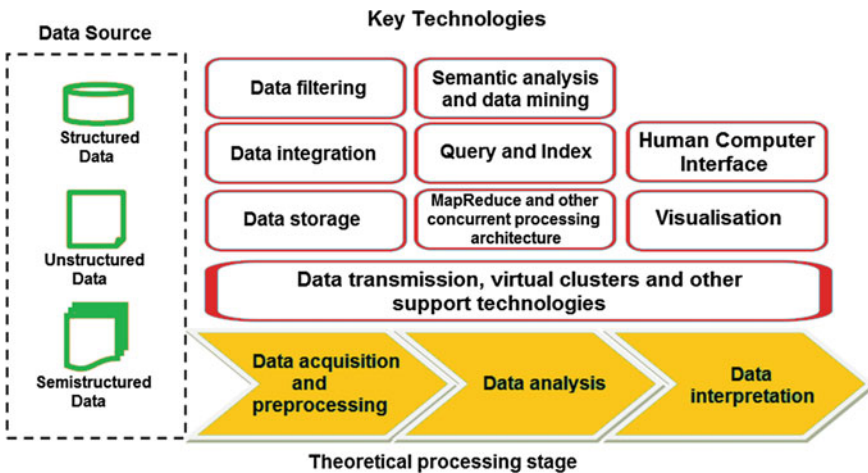 Key Technologies
Data Source
Structured
Data
Unstructured
Data
Semistructured
Data
Data filtering
Semantic analysis
and data mining
Data integration
Query and Index
Human Computer
Interface
Data storage
MapReduce and other
concurrent processing
architecture
Visualisation
Data transmission, virtual clusters and other
support technologies
Data acquisition
and
preprocessing
Data analysis
Data
interpretation
Theoretical processing stage